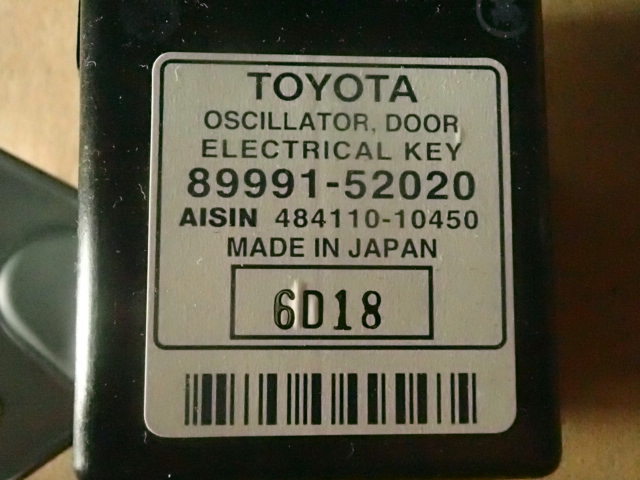 TOYOTA
OSCILLATOR, DOOR
ELECTRICAL KEY
89991-52020
AISIN 484110-10450
MADE IN JAPAN
6D18